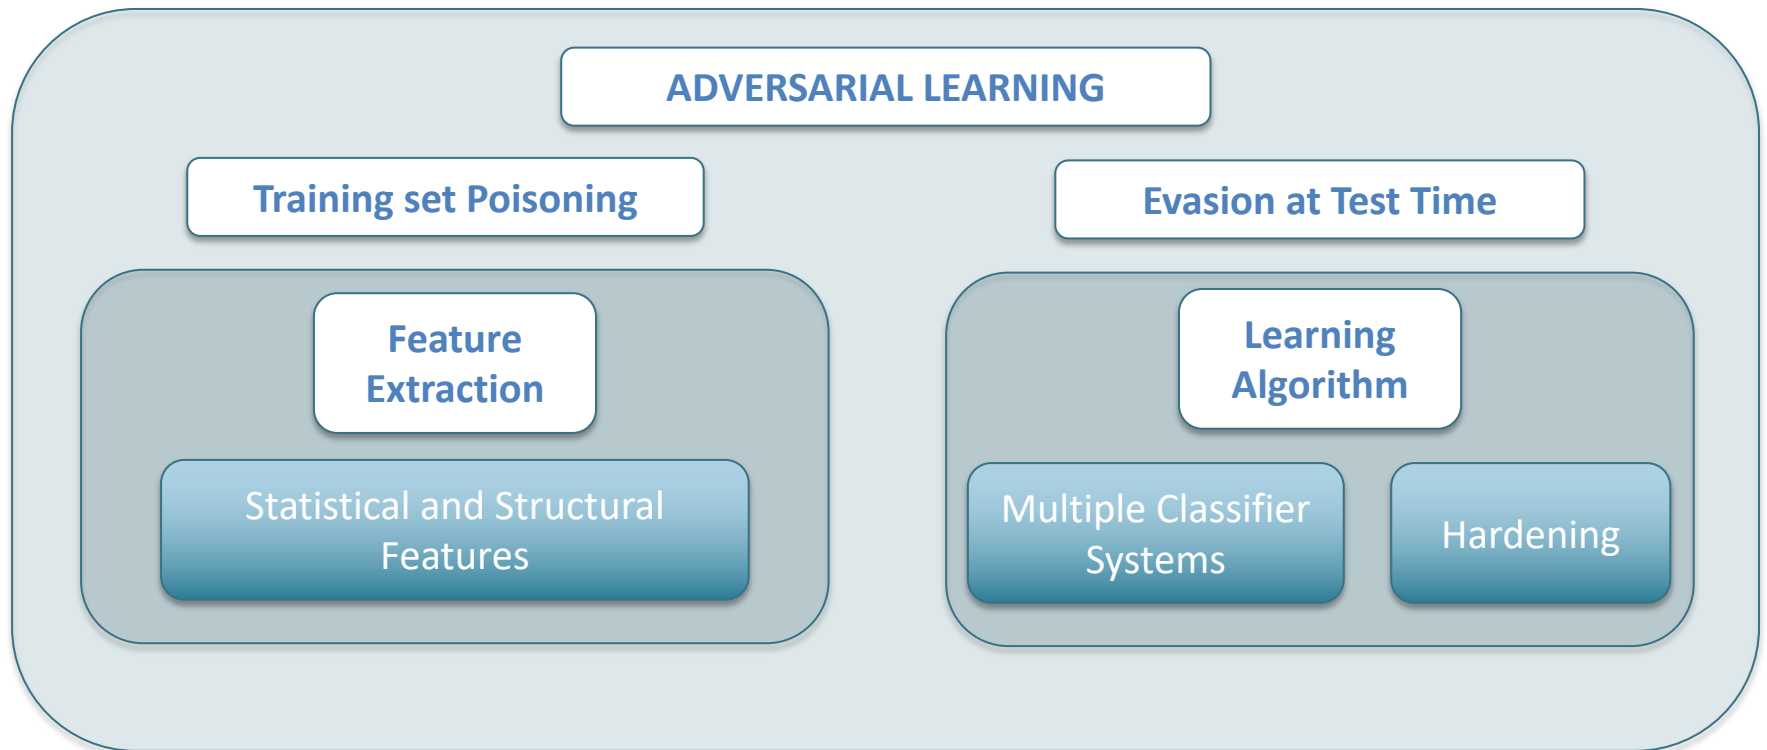 ADVERSARIAL LEARNING
Training set Poisoning
Evasion at Test Time
Feature
Extraction
Statistical and Structural
Features
Learning
Algorithm
Multiple Classifier
Systems
Hardening